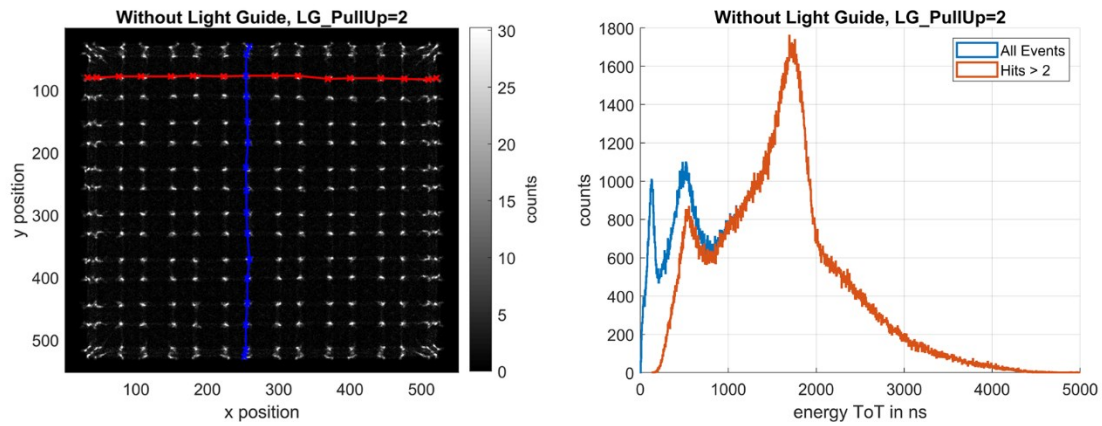 Without Light Guide, LG_PullUp=2
100
200
300
400
500
y position
100 200 300 400 500
x position
30
25
20
15
10
5
0
counts
Without Light Guide, LG_PullUp=2
1800
1600
1400
1200
1000
800
600
400
200
0
counts
0 1000 2000 3000 4000 5000
energy ToT in ns
All Events
Hits > 2